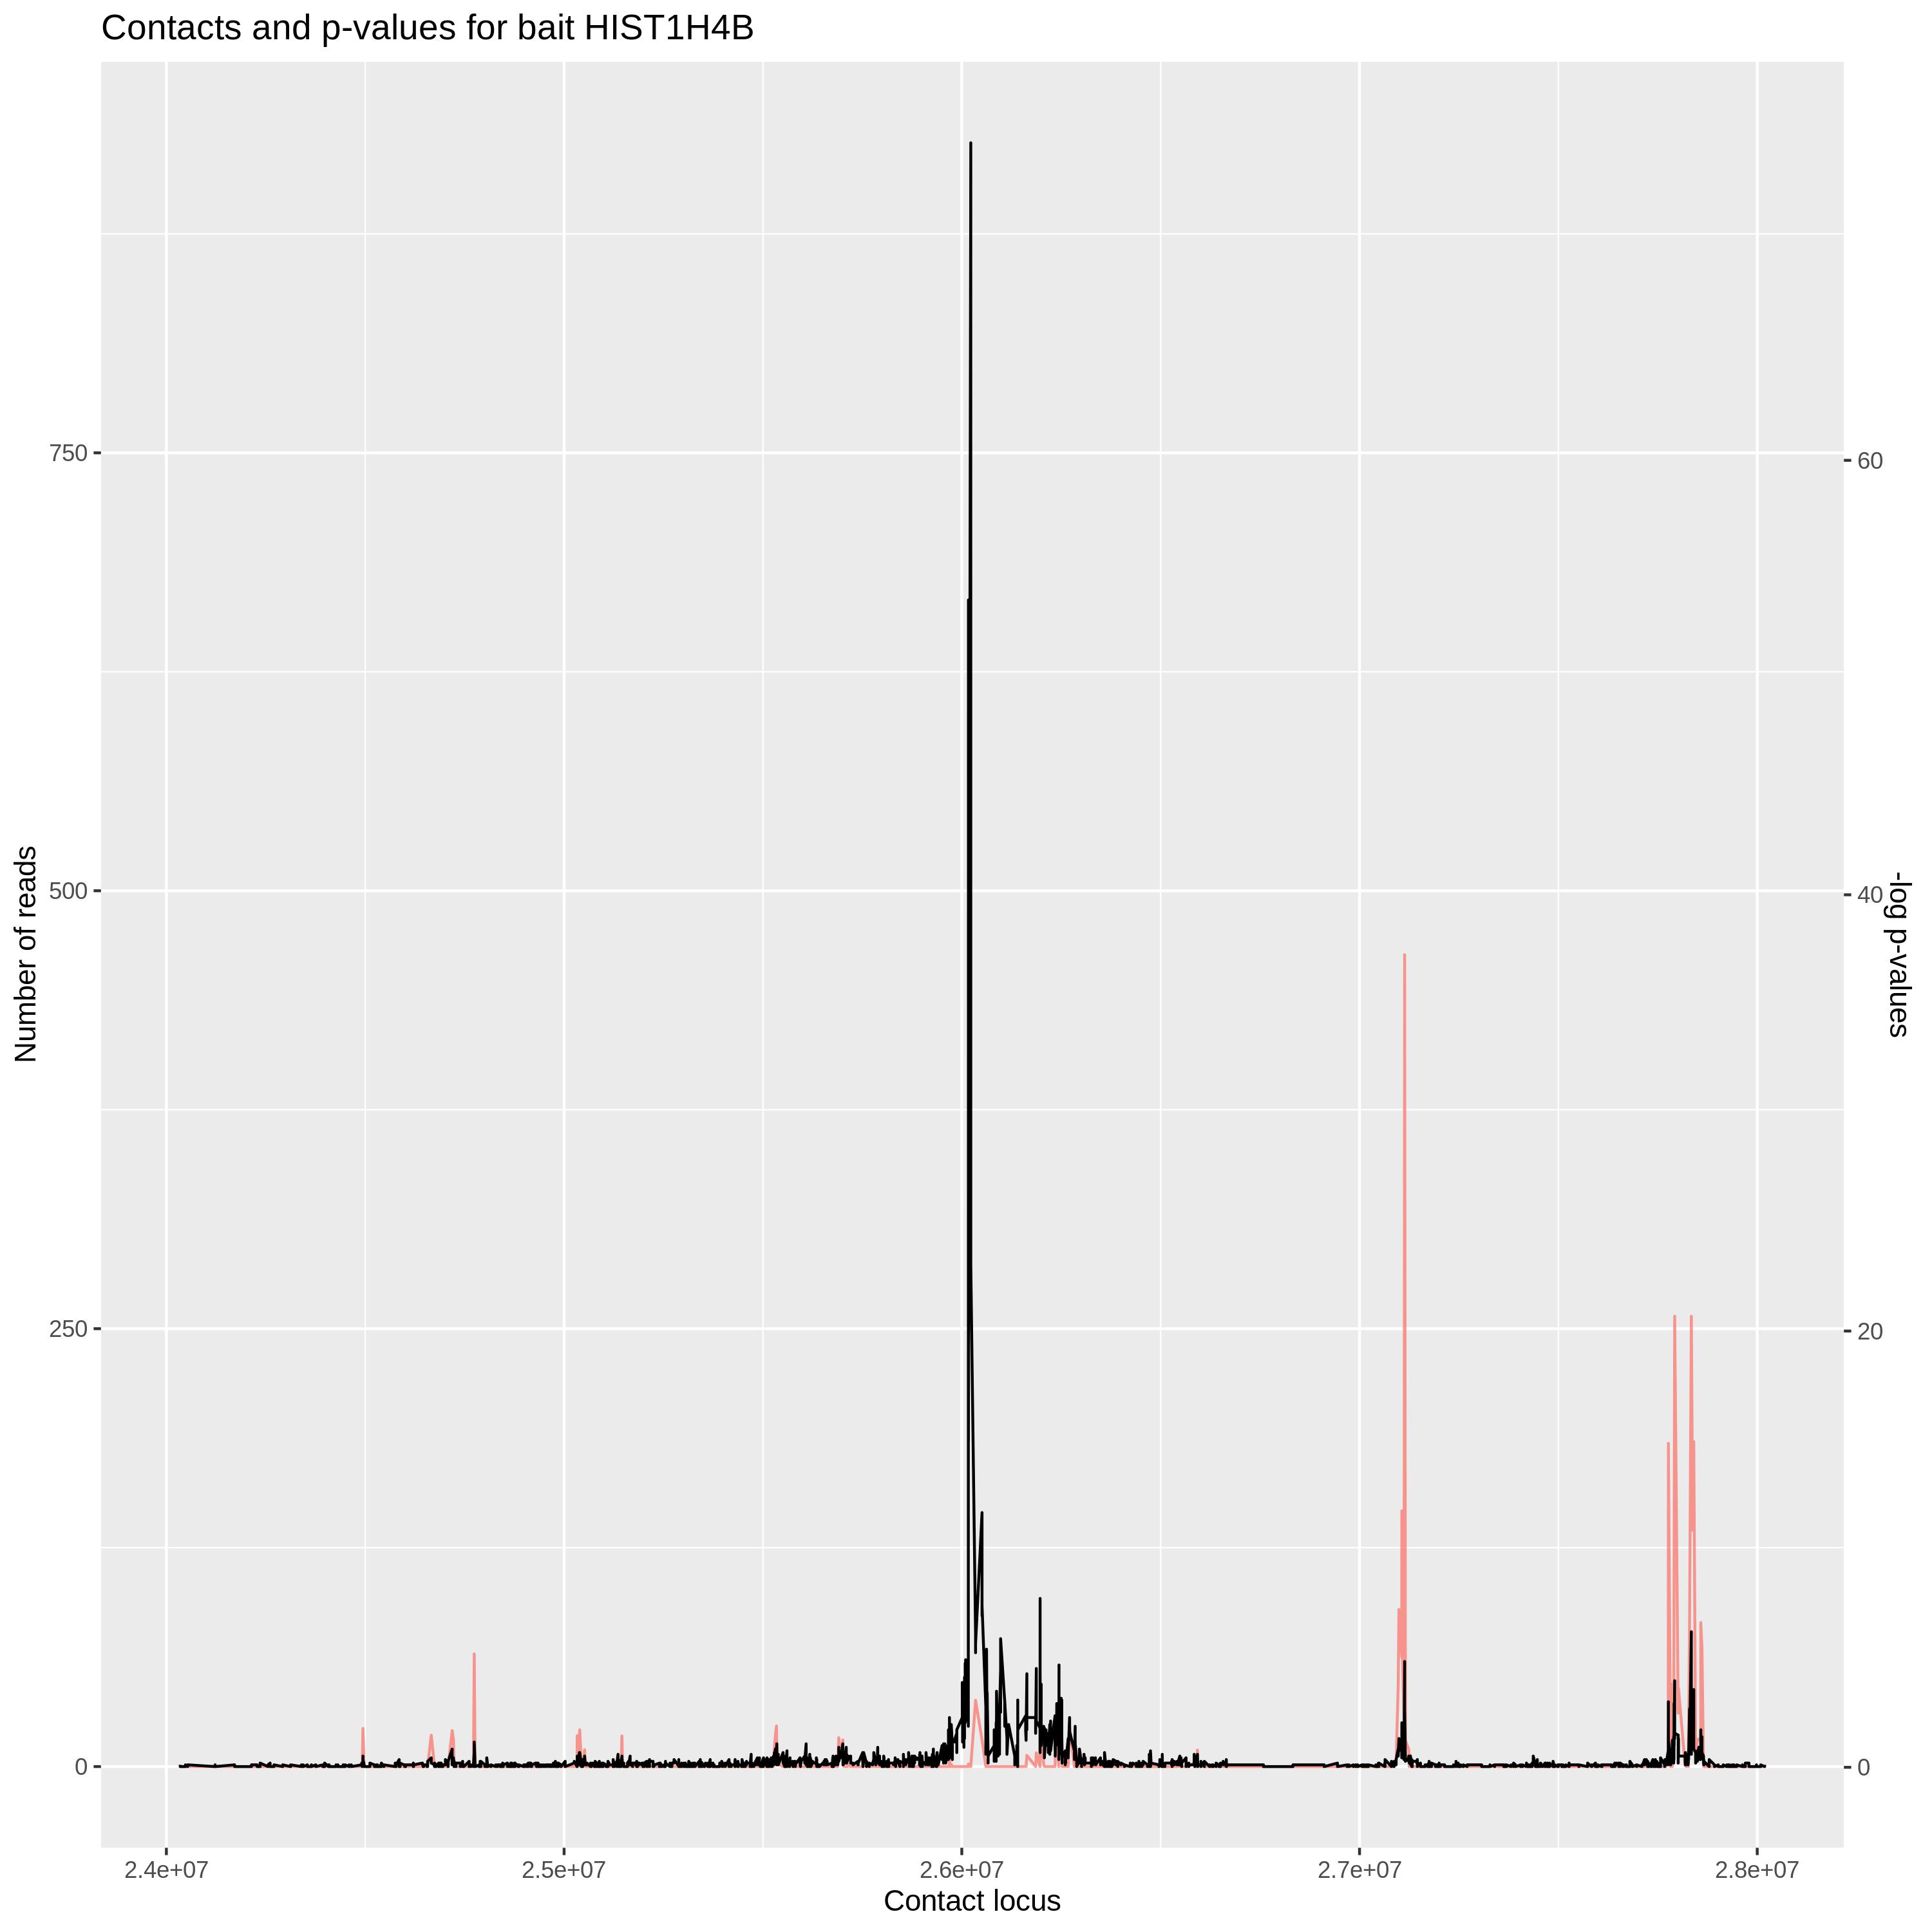 Contacts and p-values for bait HIST1H4B
Number of reads
750
500
250
0
60
40
20
0
-log p-values
2.4e+07
2.5e+07
2.6e+07
2.7e+07
2.8e+07
Contact locus